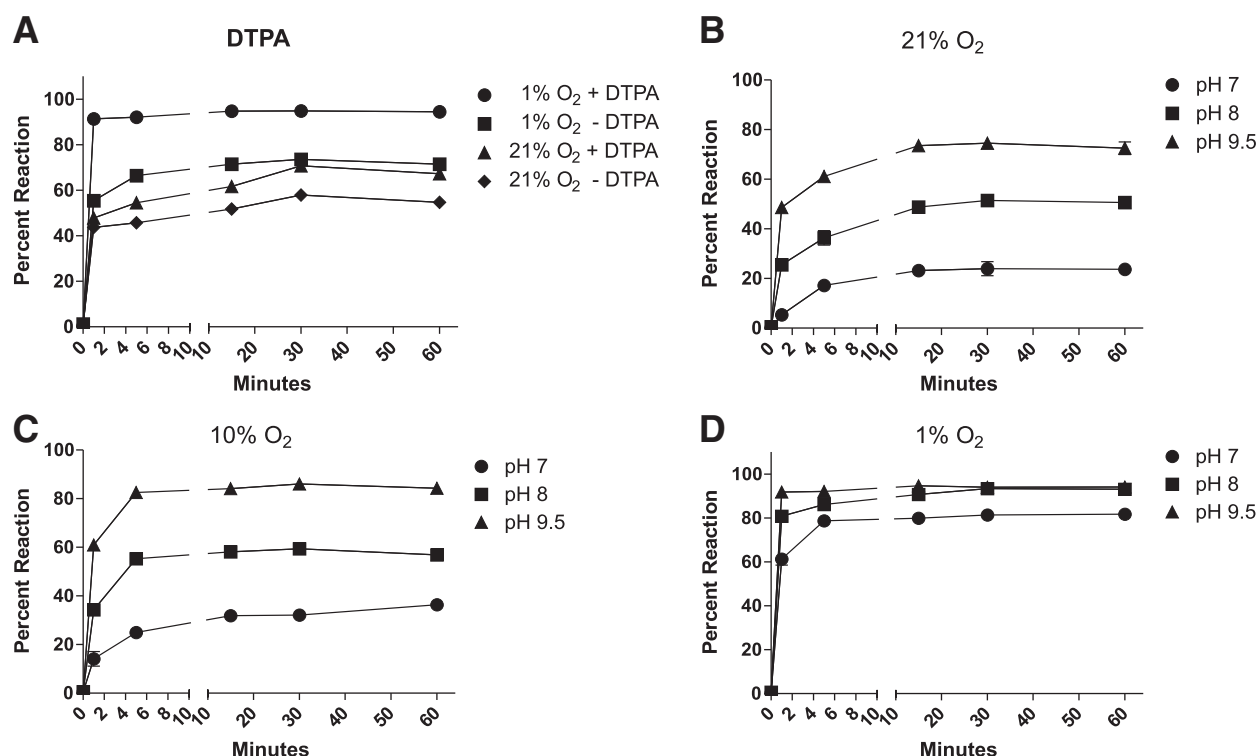 A
DTPA
Percent Reaction
100
80
60
40
20
0
0 2 4 6 8 10 10 20 30 40 50 60
Minutes
1% O2 + DTPA
1% O2 - DTPA
21% O2 + DTPA
21% O2 - DTPA
B
21% O2
Percent Reaction
100
80
60
40
20
0
0 2 4 6 8 10 10 20 30 40 50 60
Minutes
pH 7
pH 8
pH 9.5
C
10% O2
Percent Reaction
100
80
60
40
20
0
0 2 4 6 8 10 10 20 30 40 50 60
Minutes
pH 7
pH 8
pH 9.5
D
1% O2
Percent Reaction
100
80
60
40
20
0
0 2 4 6 8 10 10 20 30 40 50 60
Minutes
pH 7
pH 8
pH 9.5